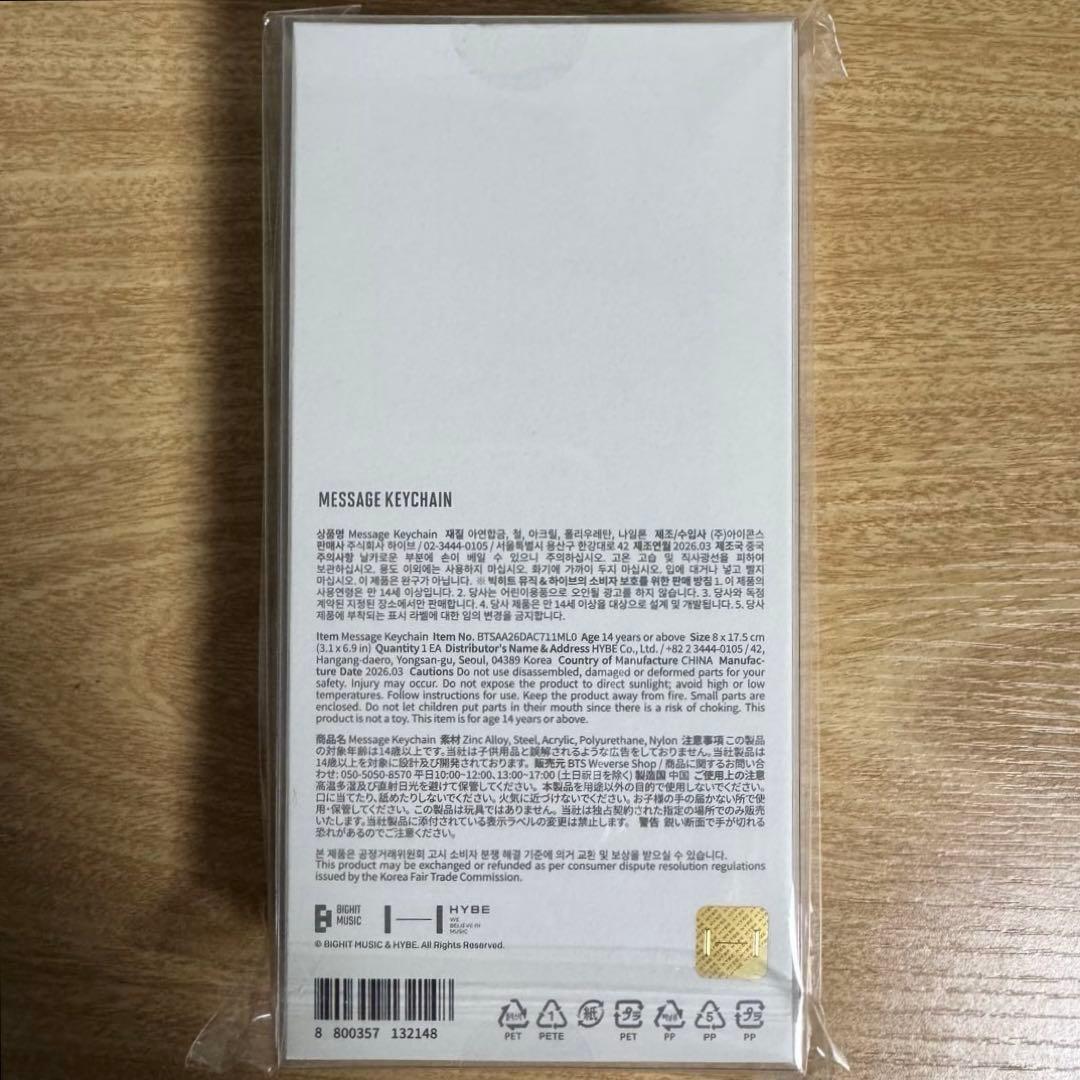 MESSAGE KEYCHAIN
상품명 Message Keychain 재질 아연합금, 철, 아크릴, 폴리우레탄, 나일론 제조/수입사 (주)아이콘스
판매사 주식회사 하이브 / 02-3444-0105 / 서울특별시 용산구 한강대로 42 제조연월 2026.03 제조국 중국
주의사항 날카로운 부분에 손이 베일 수 있으니 주의하십시오. 고온 고습 및 직사광선을 피하여
보관하십시오. 용도 이외에는 사용하지 마십시오. 화기에 가까이 두지 마십시오. 입에 대거나 넣고 빨지
마십시오. 이 제품은 완구가 아닙니다. ※ 빅히트 뮤직 & 하이브의 소비자 보호를 위한 판매 방침 1. 이 제품의
사용연령은 만 14세 이상입니다. 2. 당사는 어린이용품으로 오인될 광고를 하지 않습니다. 3. 당사와 독점
계약된 지정된 장소에서만 판매합니다. 4. 당사 제품은 만 14세 이상을 대상으로 설계 및 개발됩니다. 5. 당사
제품에 부착되는 표시 라벨에 대한 임의 변경을 금지합니다.
Item Message Keychain Item No. BTSAA26DAC711ML0 Age 14 years or above Size 8 x 17.5 cm
(3.1 x 6.9 in) Quantity 1 EA Distributor's Name & Address HYBE Co., Ltd. / +82 2 3444-0105 / 42,
Hangang-daero, Yongsan-gu, Seoul, 04389 Korea Country of Manufacture CHINA Manufac-
ture Date 2026.03 Cautions Do not use disassembled, damaged or deformed parts for your
safety. Injury may occur. Do not expose the product to direct sunlight; avoid high or low
temperatures. Follow instructions for use. Keep the product away from fire. Small parts are
enclosed. Do not let children put parts in their mouth since there is a risk of choking. This
product is not a toy. This item is for age 14 years or above.
商品名 Message Keychain 素材 Zinc Alloy, Steel, Acrylic, Polyurethane, Nylon 注意事項 この製品
の対象年齢は14歳以上です。当社は子供用品と誤解されるような広告をしておりません。当社製品は
14歳以上を対象に設計及び開発されております。 販売元 BTS Weverse Shop / 商品に関するお問い合
わせ: 050-5050-8570 平日10:00~12:00, 13:00~17:00 (土日祝日を除く) 製造国 中国 ご使用上の注意
高温多湿及び直射日光を避けて保管してください。本製品を用途以外の目的で使用しないでください。
口に当てたり、舐めたりしないでください。火気に近づけないでください。お子様の手の届かない所で使
用・保管してください。この製品は玩具ではありません。当社は独占契約された指定の場所でのみ販売
いたします。当社製品に添付されている表示ラベルの変更は禁止します。 警告 鋭い断面で手が切れる
恐れがあるのでご注意ください。
본 제품은 공정거래위원회 고시 소비자 분쟁 해결 기준에 의거 교환 및 보상을 받으실 수 있습니다.
This product may be exchanged or refunded as per consumer dispute resolution regulations
issued by the Korea Fair Trade Commission.
BIGHIT MUSIC
HYBE
WE BELIEVE IN MUSIC
© BIGHIT MUSIC & HYBE. All Rights Reserved.
8 800357 132148
1 紙 プラ 5 プラ
PET PETE PET PP PP PP